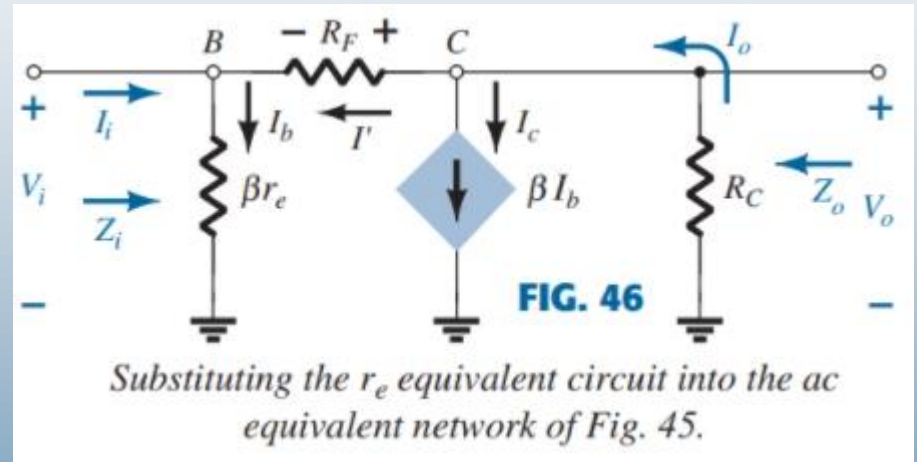 B − R_F + C I_o
+ I_i I_b I' I_c +
V_i βr_e βI_b R_C Z_o V_o
Z_i
− FIG. 46 −
Substituting the r_e equivalent circuit into the ac
equivalent network of Fig. 45.